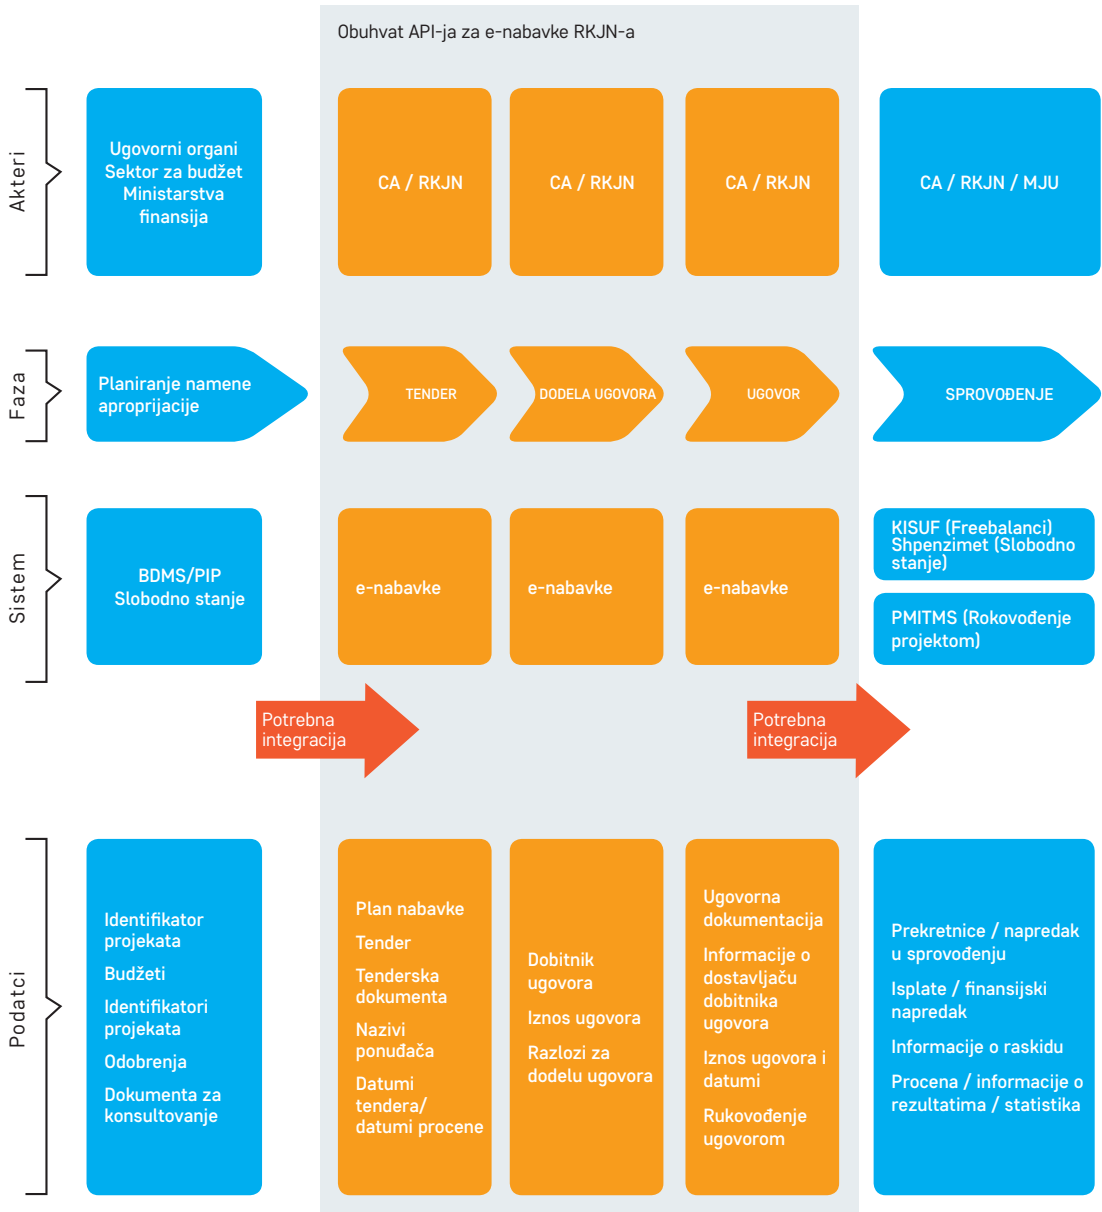 Obuhvat API-ja za e-nabavke RKJN-a
Akteri
Ugovorni organi
Sektor za budžet
Ministarstva
finansija
CA / RKJN
CA / RKJN
CA / RKJN
CA / RKJN / MJU
Faza
Planiranje namene
aproprijacije
TENDER
DODELA UGOVORA
UGOVOR
SPROVOĐENJE
Sistem
BDMS/PIP
Slobodno stanje
e-nabavke
e-nabavke
e-nabavke
KISUF (Freebalanci)
Shpenzimet (Slobodno
stanje)
PMITMS (Rokovođenje
projektom)
Potrebna
integracija
Potrebna
integracija
Podatci
Identifikator
projekata
Budžeti
Identifikatori
projekata
Odobrenja
Dokumenta za
konsultovanje
Plan nabavke
Tender
Tenderska
dokumenta
Nazivi
ponuđača
Datumi
tendera/
datumi procene
Dobitnik
ugovora
Iznos ugovora
Razlozi za
dodelu ugovora
Ugovorna
dokumentacija
Informacije o
dostavljaču
dobitnika
ugovora
Iznos ugovora i
datumi
Rukovođenje
ugovorom
Prekretnice / napredak
u sprovođenju
Isplate / finansijski
napredak
Informacije o raskidu
Procena / informacije o
rezultatima / statistika